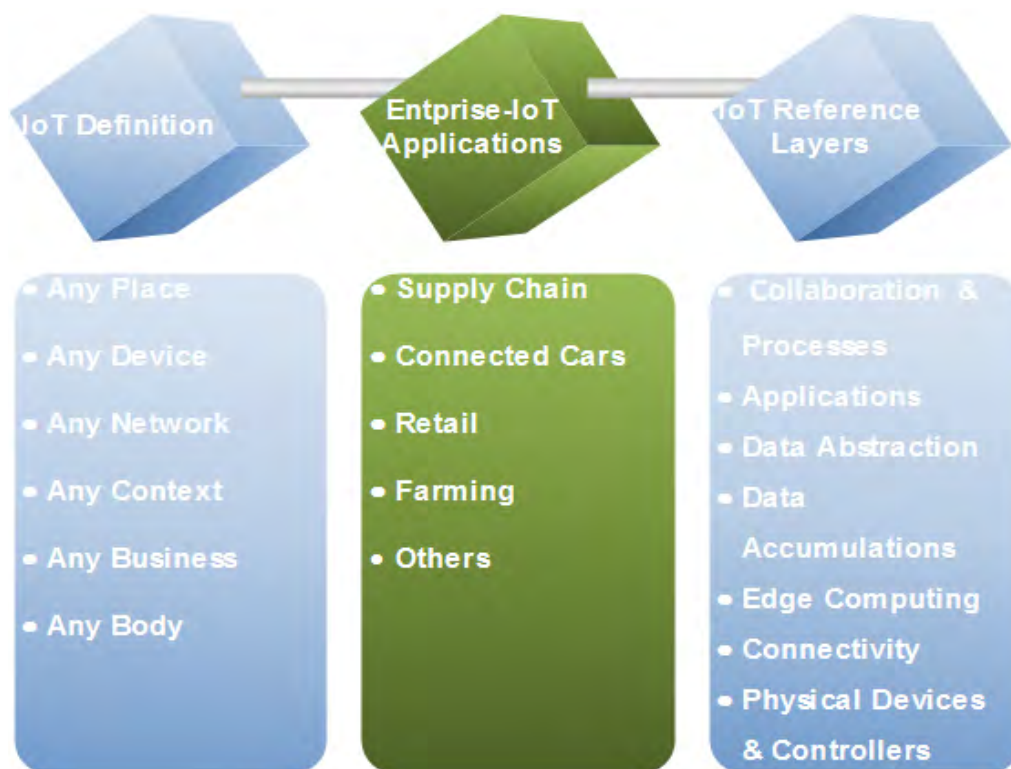 IoT Definition
Entprise-IoT
Applications
IoT Reference
Layers
• Any Place
• Any Device
• Any Network
• Any Context
• Any Business
• Any Body
• Supply Chain
• Connected Cars
• Retail
• Farming
• Others
• Collaboration &
Processes
• Applications
• Data Abstraction
• Data
Accumulations
• Edge Computing
• Connectivity
• Physical Devices
& Controllers